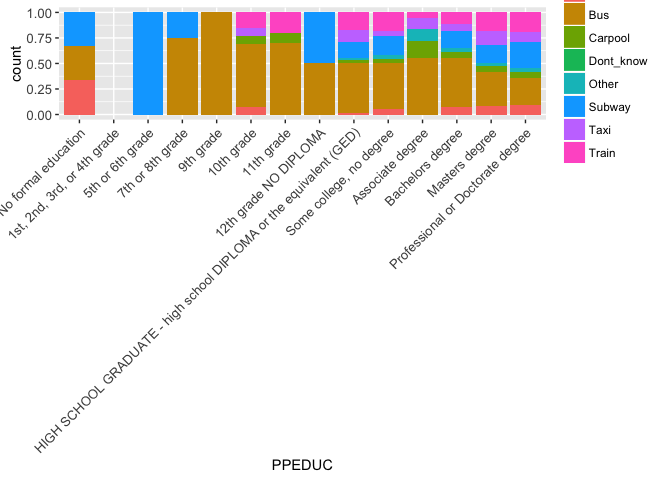 count
1.00
0.75
0.50
0.25
0.00
No formal education
1st, 2nd, 3rd, or 4th grade
5th or 6th grade
7th or 8th grade
9th grade
10th grade
11th grade
12th grade NO DIPLOMA
HIGH SCHOOL GRADUATE - high school DIPLOMA or the equivalent (GED)
Some college, no degree
Associate degree
Bachelors degree
Masters degree
Professional or Doctorate degree
PPEDUC
Bus
Carpool
Dont_know
Other
Subway
Taxi
Train